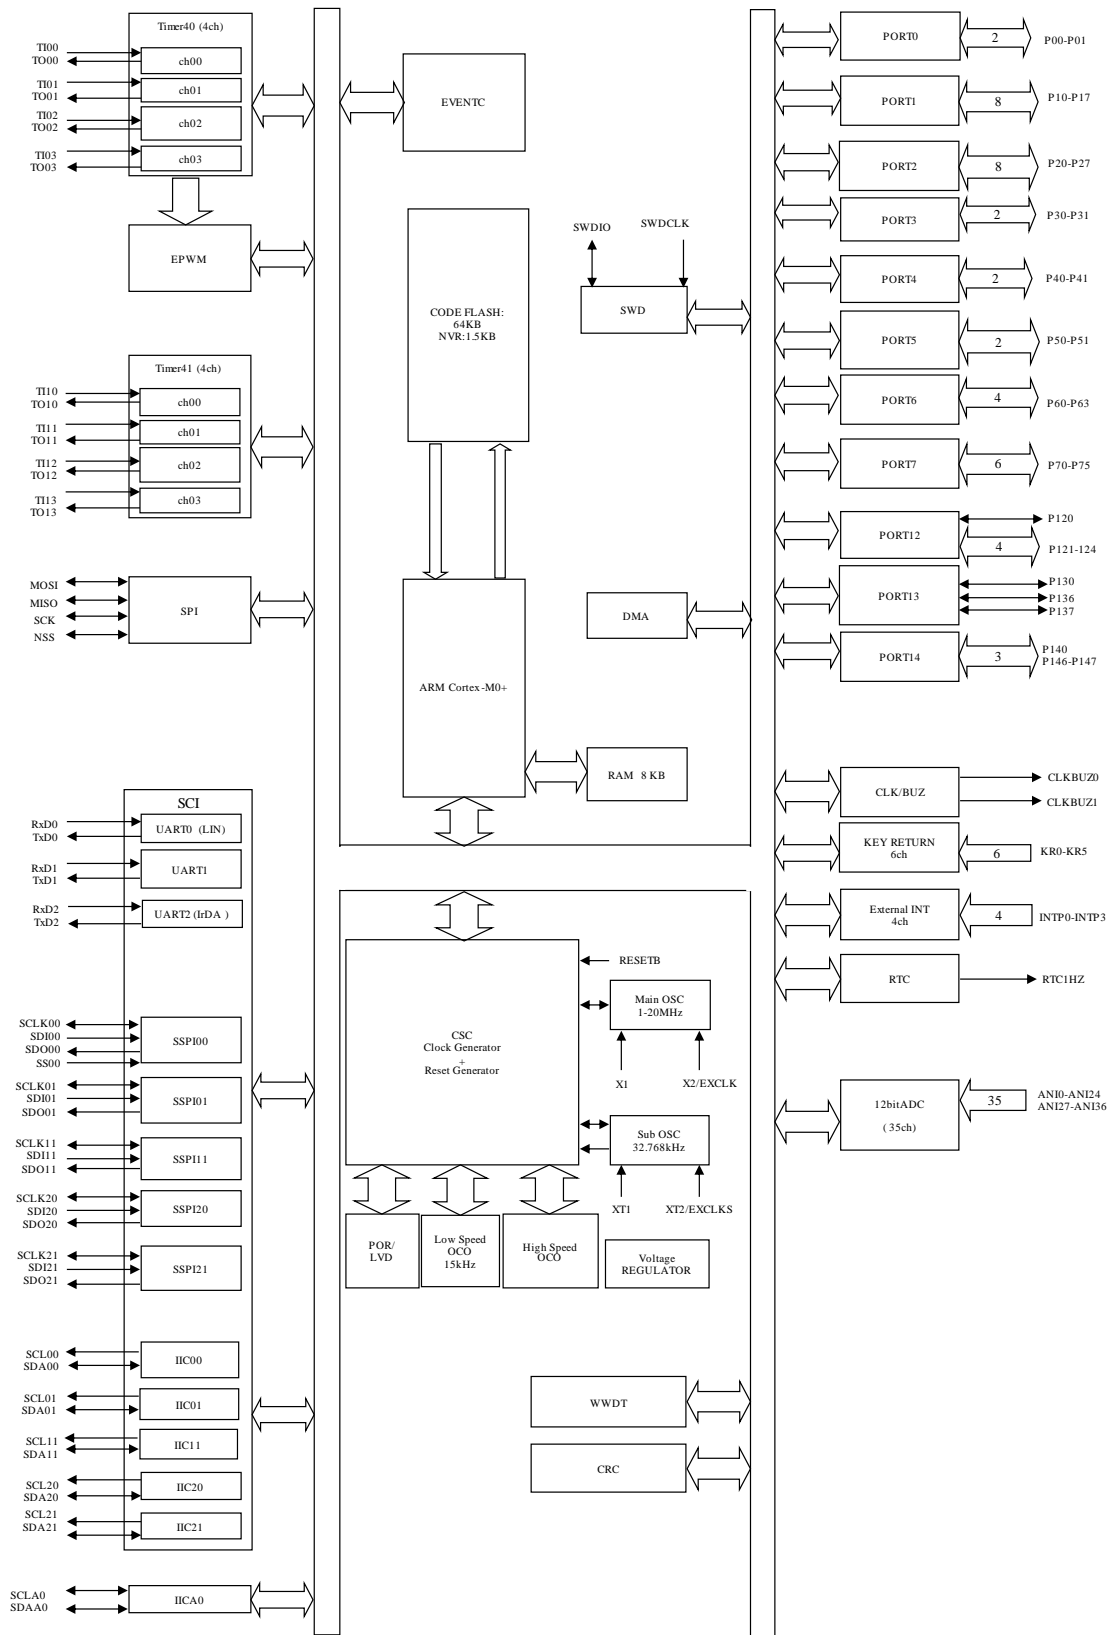 Timer40 (4ch)
TI00
TO00
ch00
TI01
TO01
ch01
TI02
TO02
ch02
TI03
TO03
ch03
EPWM
Timer41 (4ch)
TI10
TO10
ch00
TI11
TO11
ch01
TI12
TO12
ch02
TI13
TO13
ch03
MOSI
MISO
SCK
NSS
SPI
SCI
RxD0
TxD0
UART0 (LIN)
RxD1
TxD1
UART1
RxD2
TxD2
UART2 (IrDA )
SCLK00
SDI00
SDO00
SS00
SSPI00
SCLK01
SDI01
SDO01
SSPI01
SCLK11
SDI11
SDO11
SSPI11
SCLK20
SDI20
SDO20
SSPI20
SCLK21
SDI21
SDO21
SSPI21
SCL00
SDA00
IIC00
SCL01
SDA01
IIC01
SCL11
SDA11
IIC11
SCL20
SDA20
IIC20
SCL21
SDA21
IIC21
SCLA0
SDAA0
IICA0
EVENTC
CODE FLASH:
64KB
NVR:1.5KB
SWDIO
SWDCLK
SWD
DMA
ARM Cortex-M0+
RAM 8 KB
CSC
Clock Generator
+
Reset Generator
RESETB
Main OSC
1-20MHz
X1
X2/EXCLK
Sub OSC
32.768kHz
XT1
XT2/EXCLKS
POR/
LVD
Low Speed
OCO
15kHz
High Speed
OCO
Voltage
REGULATOR
WWDT
CRC
PORT0
2
P00-P01
PORT1
8
P10-P17
PORT2
8
P20-P27
PORT3
2
P30-P31
PORT4
2
P40-P41
PORT5
2
P50-P51
PORT6
4
P60-P63
PORT7
6
P70-P75
PORT12
P120
4
P121-124
PORT13
P130
P136
P137
PORT14
3
P140
P146-P147
CLK/BUZ
CLKBUZ0
CLKBUZ1
KEY RETURN
6ch
6
KR0-KR5
External INT
4ch
4
INTP0-INTP3
RTC
RTC1HZ
12bitADC
(35ch)
35
ANI0-ANI24
ANI27-ANI36